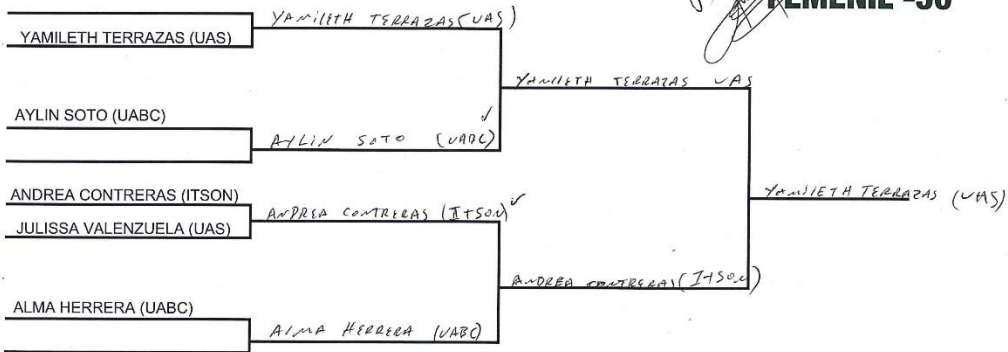 FEMENIL -50
YAMILETH TERRAZAS (UAS)
YAMILETH TERRAZAS (UAS)
YAMILETH TERRAZAS UAS
AYLIN SOTO (UABC)
AYLIN SOTO (UABC)
YAMILETH TERRAZAS (UAS)
ANDREA CONTRERAS (ITSON)
ANDREA CONTRERAS (ITSON)
JULISSA VALENZUELA (UAS)
ANDREA CONTRERAS (ITSON)
ALMA HERRERA (UABC)
ALMA HERRERA (UABC)